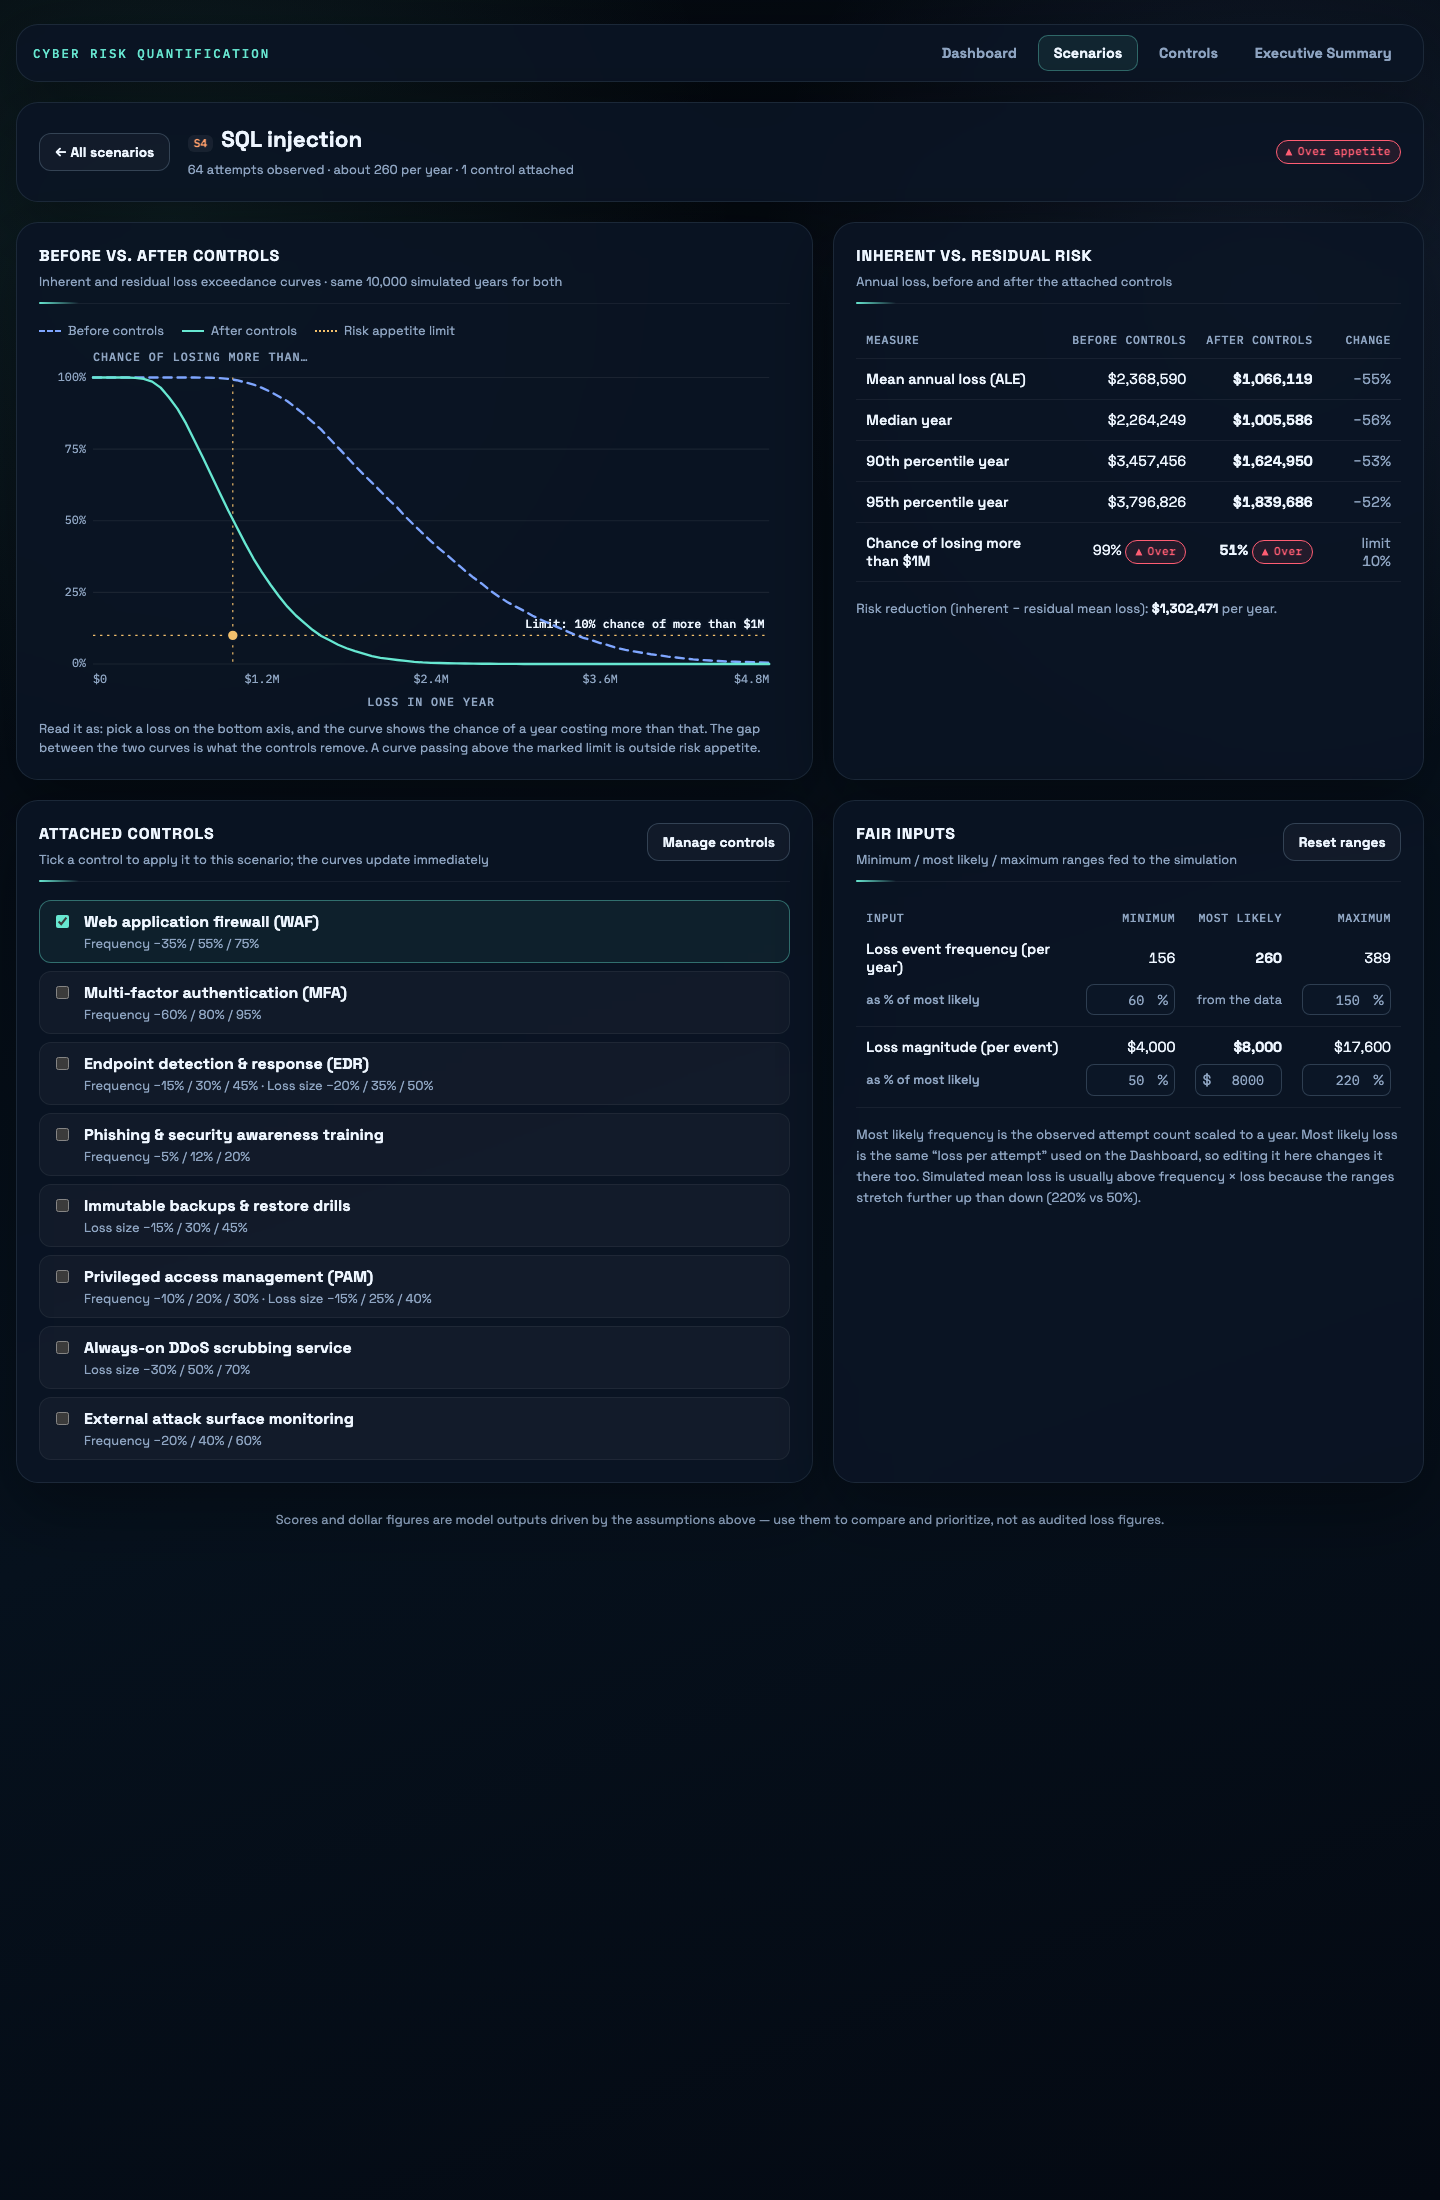 CYBER RISK QUANTIFICATION
Dashboard
Scenarios
Controls
Executive Summary
← All scenarios
S4 SQL injection
64 attempts observed · about 260 per year · 1 control attached
▲ Over appetite
BEFORE VS. AFTER CONTROLS
Inherent and residual loss exceedance curves · same 10,000 simulated years for both
Before controls
After controls
Risk appetite limit
CHANCE OF LOSING MORE THAN…
100%
75%
50%
25%
Limit: 10% chance of more than $1M
0%
$0 $1.2M $2.4M $3.6M $4.8M
LOSS IN ONE YEAR
Read it as: pick a loss on the bottom axis, and the curve shows the chance of a year costing more than that. The gap
between the two curves is what the controls remove. A curve passing above the marked limit is outside risk appetite.
INHERENT VS. RESIDUAL RISK
Annual loss, before and after the attached controls
MEASURE BEFORE CONTROLS AFTER CONTROLS CHANGE
Mean annual loss (ALE) $2,368,590 $1,066,119 −55%
Median year $2,264,249 $1,005,586 −56%
90th percentile year $3,457,456 $1,624,950 −53%
95th percentile year $3,796,826 $1,839,686 −52%
Chance of losing more
than $1M
99% ▲ Over
51% ▲ Over
limit
10%
Risk reduction (inherent − residual mean loss): $1,302,471 per year.
ATTACHED CONTROLS
Tick a control to apply it to this scenario; the curves update immediately
Manage controls
Web application firewall (WAF)
Frequency −35% / 55% / 75%
Multi-factor authentication (MFA)
Frequency −60% / 80% / 95%
Endpoint detection & response (EDR)
Frequency −15% / 30% / 45% · Loss size −20% / 35% / 50%
Phishing & security awareness training
Frequency −5% / 12% / 20%
Immutable backups & restore drills
Loss size −15% / 30% / 45%
Privileged access management (PAM)
Frequency −10% / 20% / 30% · Loss size −15% / 25% / 40%
Always-on DDoS scrubbing service
Loss size −30% / 50% / 70%
External attack surface monitoring
Frequency −20% / 40% / 60%
FAIR INPUTS
Minimum / most likely / maximum ranges fed to the simulation
Reset ranges
INPUT MINIMUM MOST LIKELY MAXIMUM
Loss event frequency (per
year)
156 260 389
as % of most likely 60 % from the data 150 %
Loss magnitude (per event) $4,000 $8,000 $17,600
as % of most likely 50 % $ 8000 220 %
Most likely frequency is the observed attempt count scaled to a year. Most likely loss
is the same “loss per attempt” used on the Dashboard, so editing it here changes it
there too. Simulated mean loss is usually above frequency × loss because the ranges
stretch further up than down (220% vs 50%).
Scores and dollar figures are model outputs driven by the assumptions above — use them to compare and prioritize, not as audited loss figures.